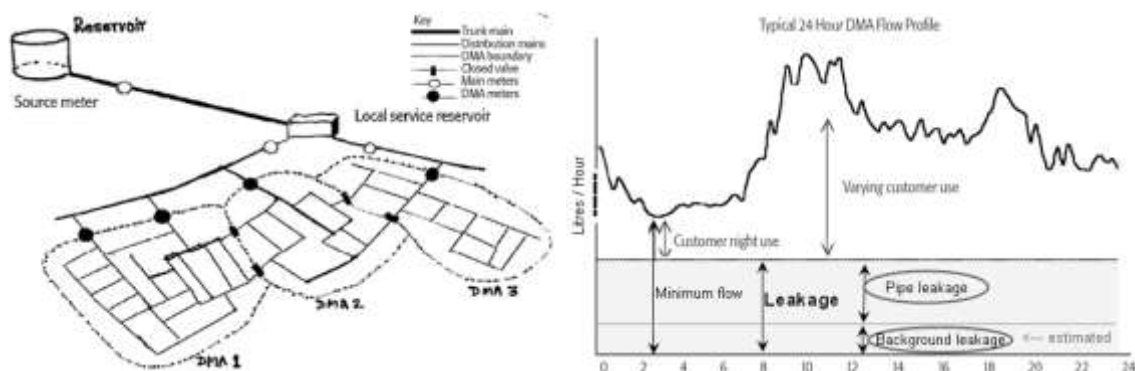 Reservoir
Source meter
Key
Trunk main
Distribution mains
DMA boundary
Closed valve
Main meters
DMA meters
Local service reservoir
DMA 1
DMA 2
DMA 3
Typical 24 Hour DMA Flow Profile
Litres / Hour
Varying customer use
Customer night use
Minimum flow
Leakage
Pipe leakage
Background leakage
<-- estimated
0 2 4 6 8 10 12 14 16 18 20 22 24